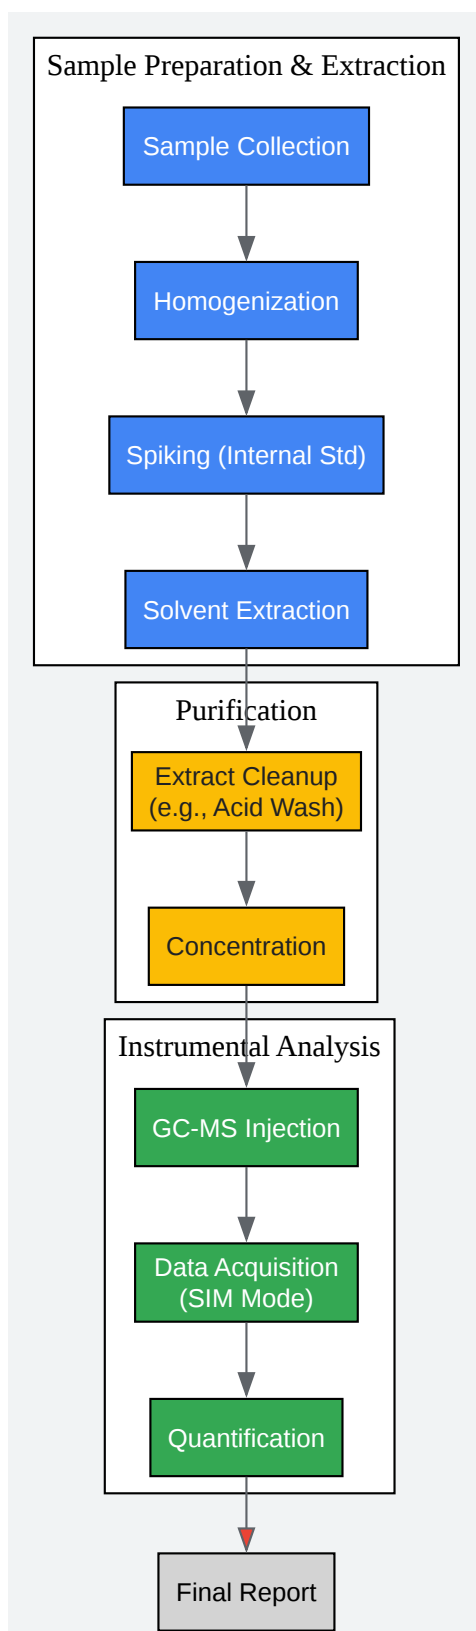 Sample Preparation & Extraction
Sample Collection
Homogenization
Spiking (Internal Std)
Solvent Extraction
Purification
Extract Cleanup
(e.g., Acid Wash)
Concentration
Instrumental Analysis
GC-MS Injection
Data Acquisition
(SIM Mode)
Quantification
Final Report